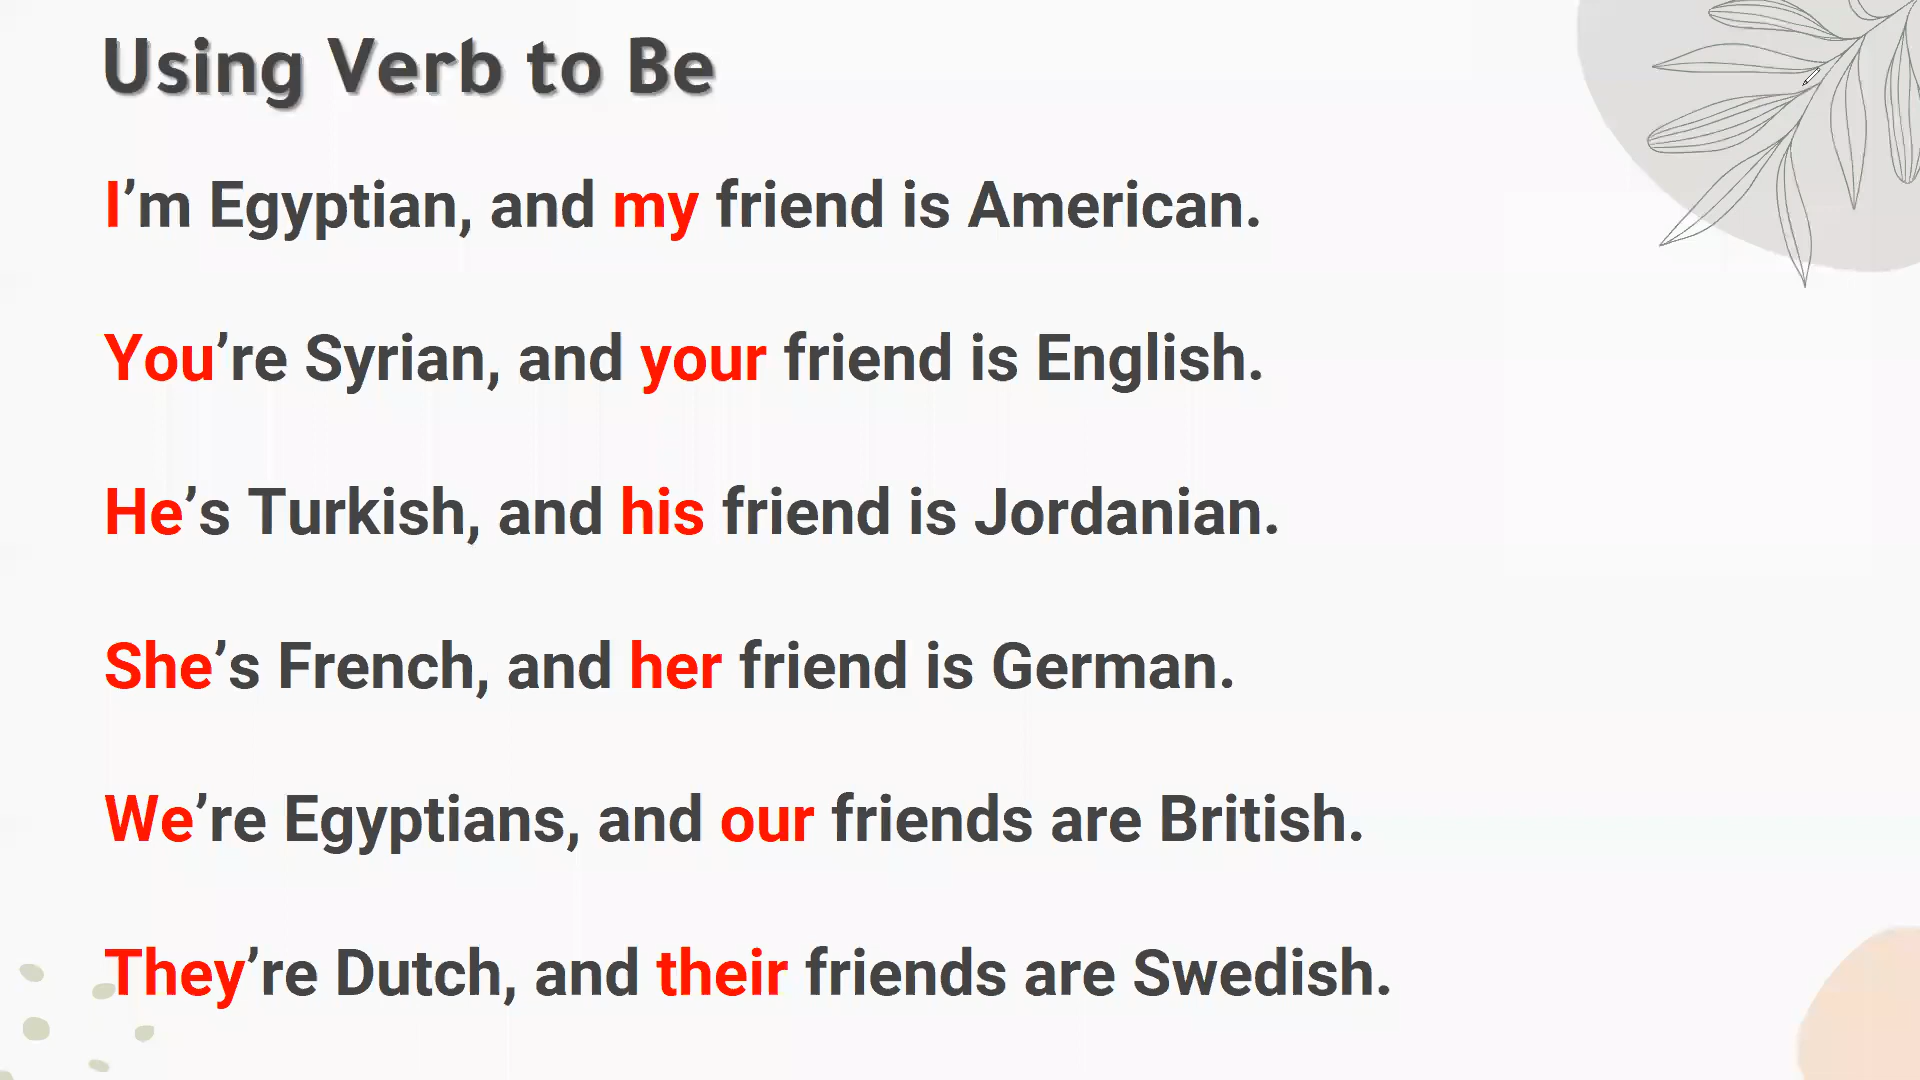 Using Verb to Be
I’m Egyptian, and my friend is American.
You’re Syrian, and your friend is English.
He’s Turkish, and his friend is Jordanian.
She’s French, and her friend is German.
We’re Egyptians, and our friends are British.
They’re Dutch, and their friends are Swedish.